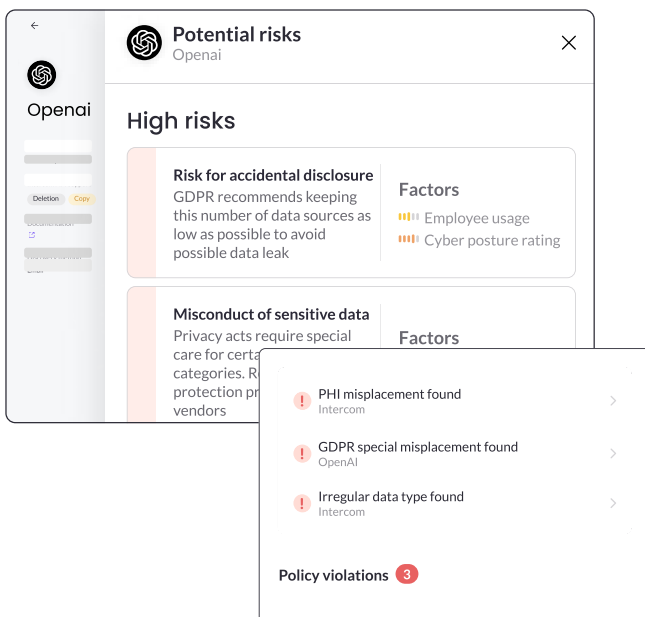 Potential risks
Openai
Openai
Deletion Copy
High risks
Risk for accidental disclosure
GDPR recommends keeping
this number of data sources as
low as possible to avoid
possible data leak
Factors
Employee usage
Cyber posture rating
Misconduct of sensitive data
Privacy acts require special
care for certa
categories. R
protection pr
vendors
Factors
PHI misplacement found
Intercom
GDPR special misplacement found
OpenAI
Irregular data type found
Intercom
Policy violations 3